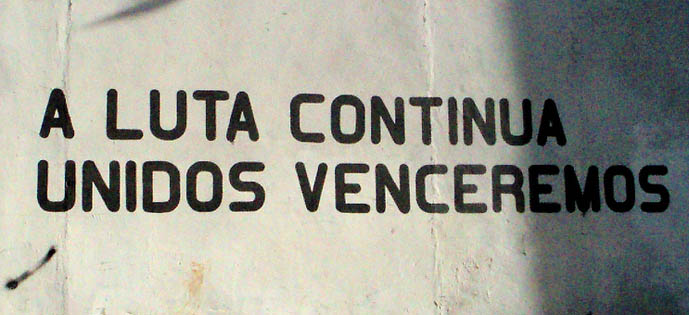 A LUTA CONTINUA
UNIDOS VENCEREMOS